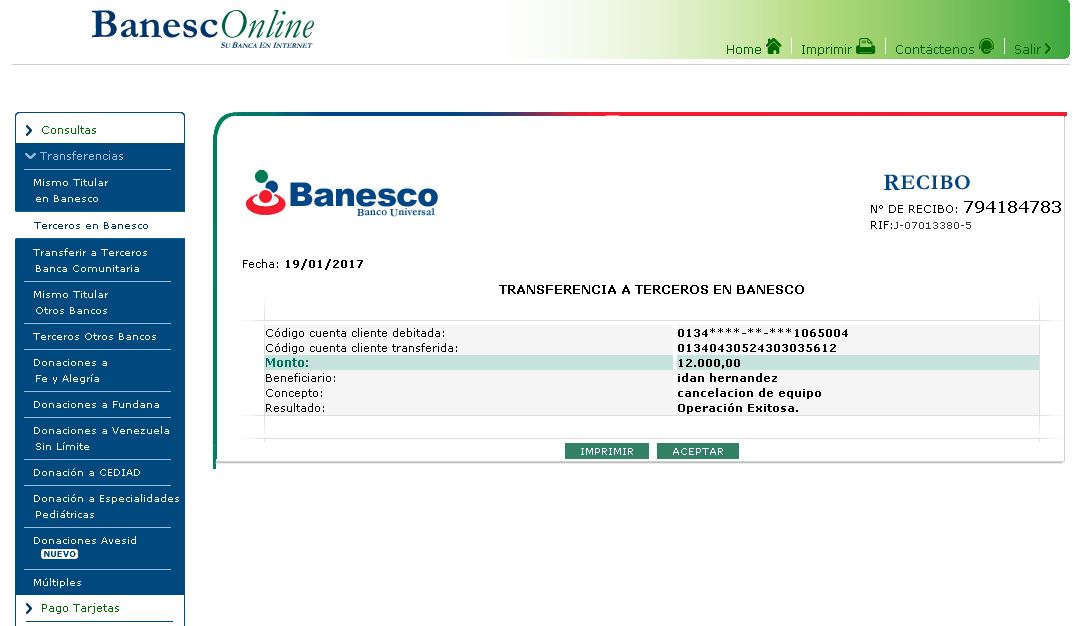 BanescOnline
SU BANCA EN INTERNET
Home
Imprimir
Contáctenos
Salir
Consultas
Transferencias
Mismo Titular
en Banesco
Terceros en Banesco
Transferir a Terceros
Banca Comunitaria
Mismo Titular
Otros Bancos
Terceros Otros Bancos
Donaciones a
Fe y Alegría
Donaciones a Fundana
Donaciones a Venezuela
Sin Límite
Donación a CEDIAD
Donación a Especialidades
Pediátricas
Donaciones Avesid
NUEVO
Múltiples
Pago Tarjetas
Banesco
Banco Universal
RECIBO
N° DE RECIBO: 794184783
RIF:J-07013380-5
Fecha: 19/01/2017
TRANSFERENCIA A TERCEROS EN BANESCO
Código cuenta cliente debitada: 0134****-**-***1065004
Código cuenta cliente transferida: 01340430524303035612
Monto: 12.000,00
Beneficiario: idan hernandez
Concepto: cancelacion de equipo
Resultado: Operación Exitosa.
IMPRIMIR
ACEPTAR